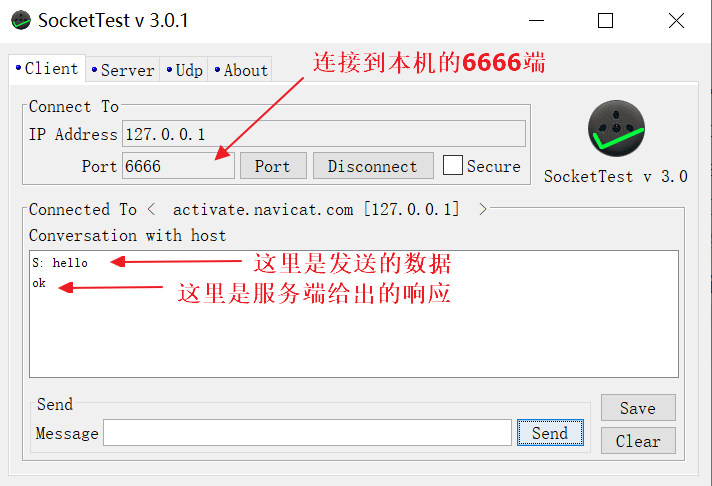 SocketTest v 3.0.1
Client
Server
Udp
About
连接到本机的6666端
Connect To
IP Address 127.0.0.1
Port 6666 Port Disconnect Secure
SocketTest v 3.0
Connected To < activate.navicat.com [127.0.0.1] >
Conversation with host
S: hello
这里是发送的数据
ok
这里是服务端给出的响应
Send
Message Send
Save
Clear